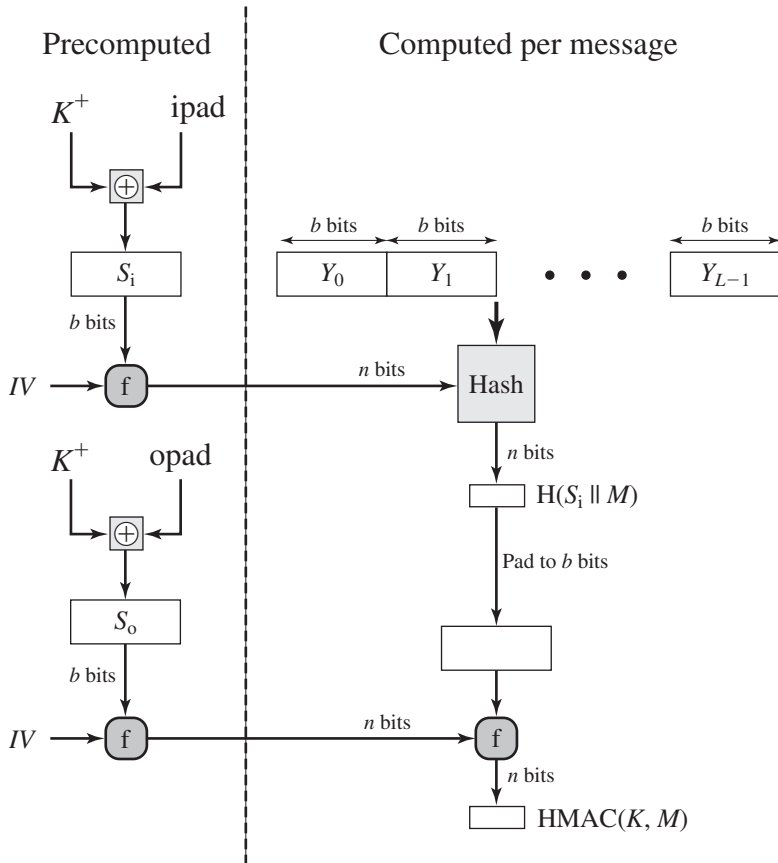 Precomputed
Computed per message
K+ ipad
⊕
b bits b bits b bits
Sᵢ
Y₀ Y₁ • • • Y_{L−1}
b bits
IV f n bits Hash
n bits
K+ opad
H(Sᵢ || M)
⊕
Pad to b bits
Sₒ
b bits
IV f n bits f
n bits
HMAC(K, M)